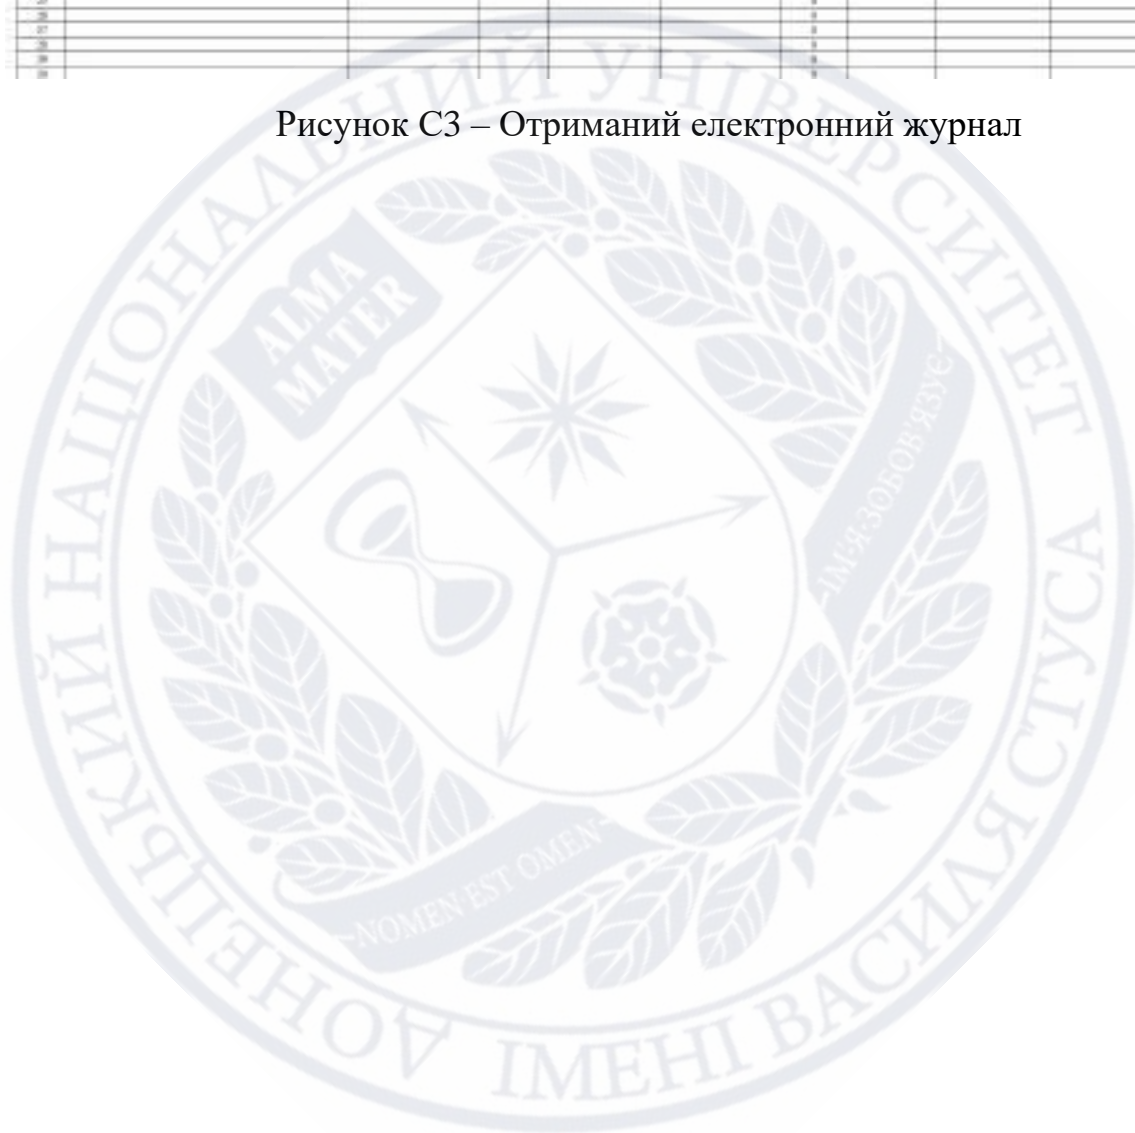 Рисунок С3 – Отриманий електронний журнал
ДОНЕЦЬКИЙ НАЦІОНАЛЬНИЙ УНІВЕРСИТЕТ ІМЕНІ ВАСИЛЯ СТУСА
ALMA
MATER
ІМ'Я ЗОБОВ'ЯЗУЄ
NOMEN EST OMEN